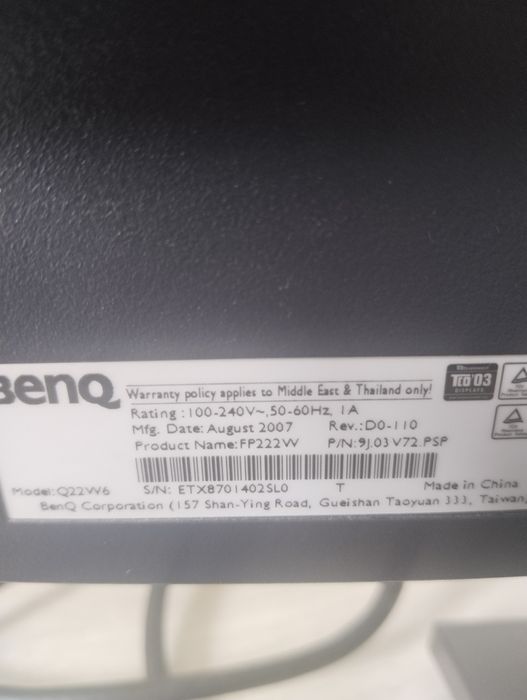 BenQ
Warranty policy applies to Middle East & Thailand only!
Rating :100-240V~,50-60Hz, 1A
Mfg. Date: August 2007 Rev.: D0-110
Product Name: FP222W P/N: 9J.03V72.PSP
Model: Q22W6 S/N: ETX8701402SL0 T Made in China
BenQ Corporation (157 Shan-Ying Road, Gueishan Taoyuan 333, Taiwan,
TCO'03
DISPLAYS